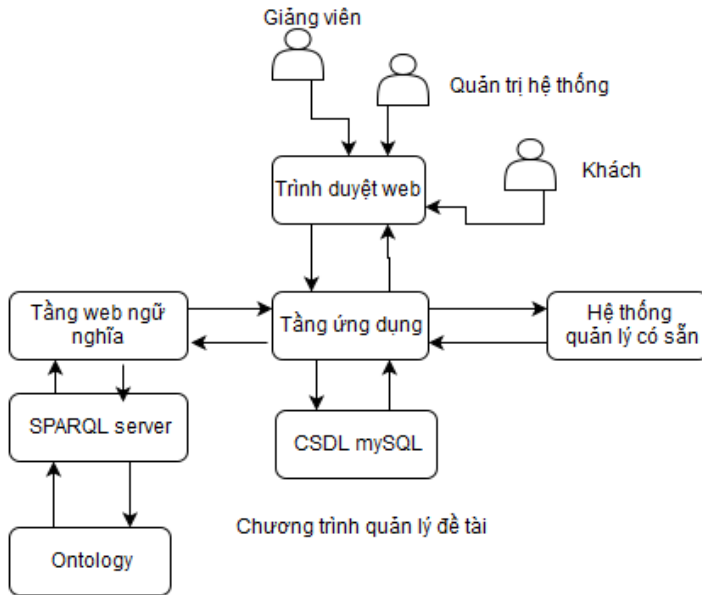 Giảng viên
Quản trị hệ thống
Khách
Trình duyệt web
Tầng web ngữ
nghĩa
Tầng ứng dụng
Hệ thống
quản lý có sẵn
SPARQL server
CSDL mySQL
Chương trình quản lý đề tài
Ontology